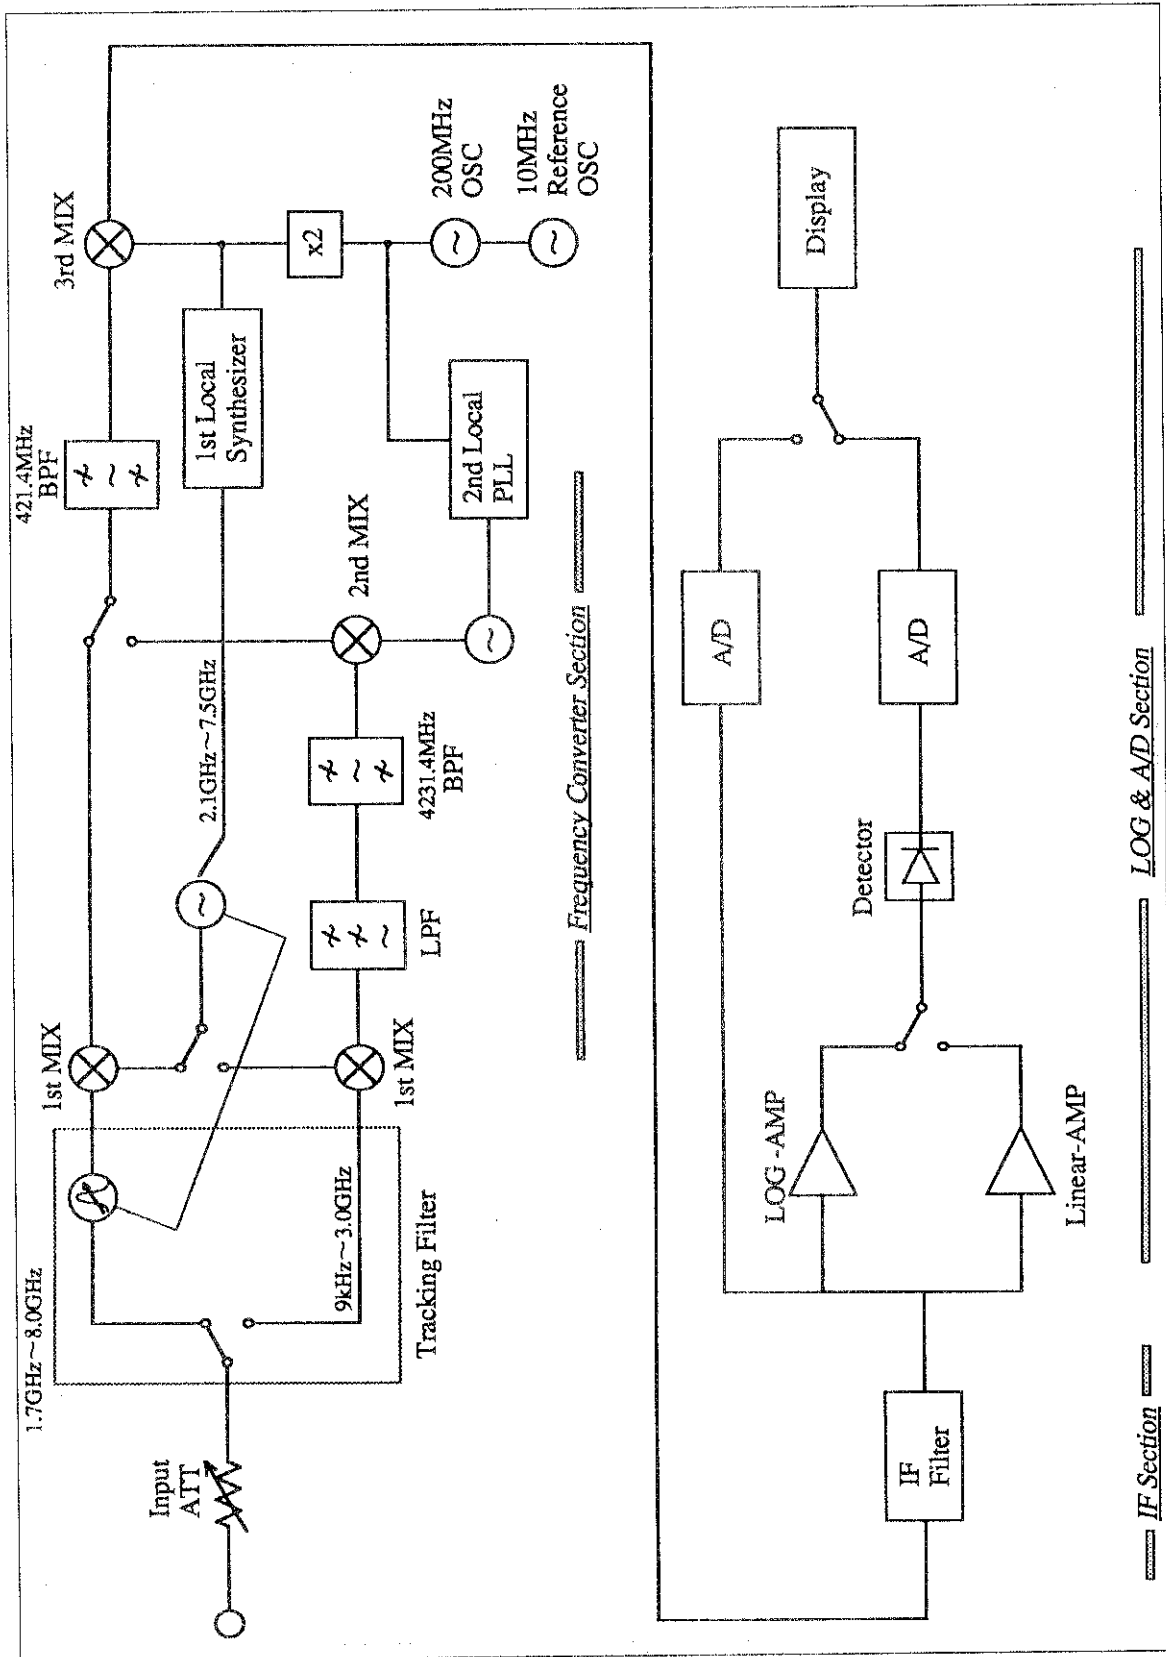 1.7GHz～8.0GHz
Input
ATT
9kHz～3.0GHz
Tracking Filter
1st MIX
1st MIX
LPF
4231.4MHz
BPF
2.1GHz～7.5GHz
2nd MIX
421.4MHz
BPF
1st Local
Synthesizer
2nd Local
PLL
3rd MIX
x2
200MHz
OSC
10MHz
Reference
OSC
Frequency Converter Section
IF
Filter
LOG -AMP
Linear-AMP
Detector
A/D
A/D
Display
IF Section
LOG & A/D Section